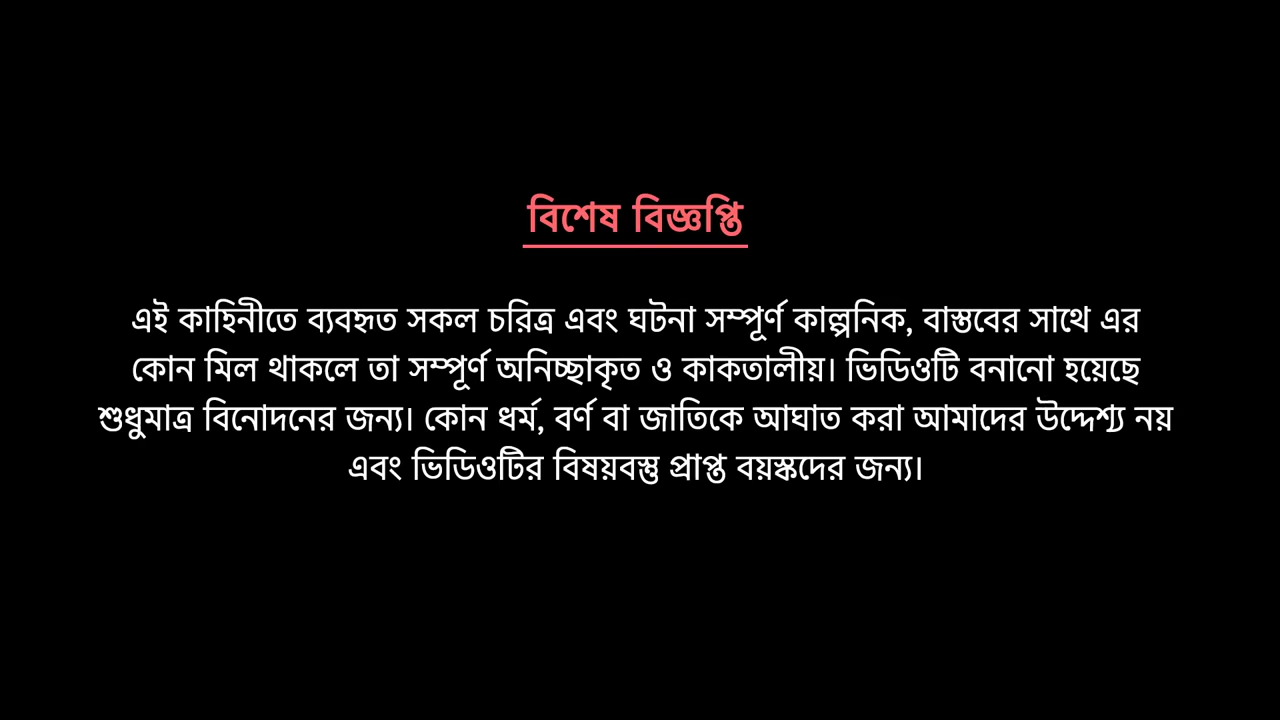 বিশেষ বিজ্ঞপ্তি
এই কাহিনীতে ব্যবহৃত সকল চরিত্র এবং ঘটনা সম্পূর্ণ কাল্পনিক, বাস্তবের সাথে এর
কোন মিল থাকলে তা সম্পূর্ণ অনিচ্ছাকৃত ও কাকতালীয়। ভিডিওটি বনানো হয়েছে
শুধুমাত্র বিনোদনের জন্য। কোন ধর্ম, বর্ণ বা জাতিকে আঘাত করা আমাদের উদ্দেশ্য নয়
এবং ভিডিওটির বিষয়বস্তু প্রাপ্ত বয়স্কদের জন্য।